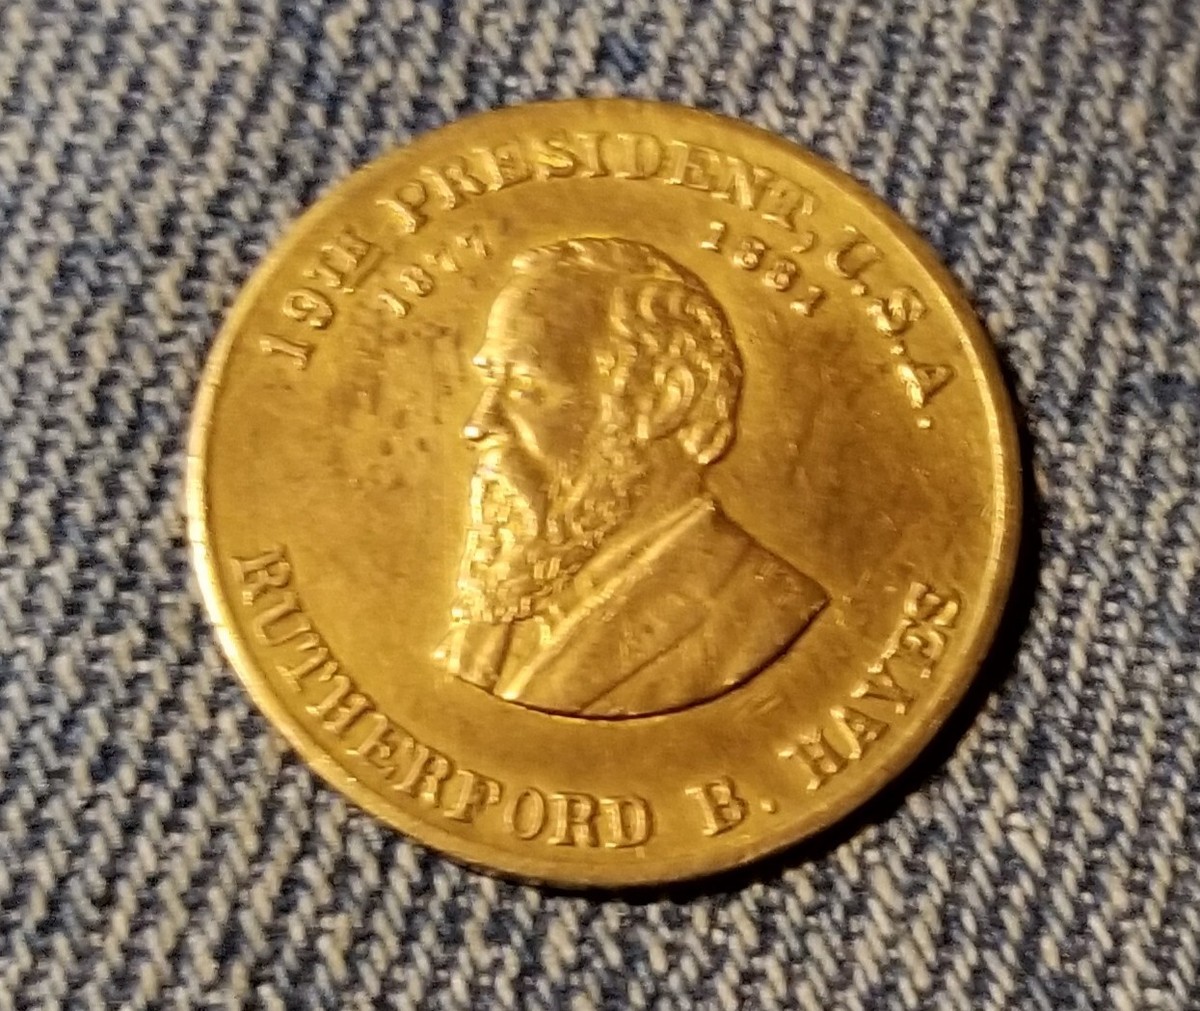 19TH PRESIDENT, U.S.A.
1877 1881
RUTHERFORD B. HAYES